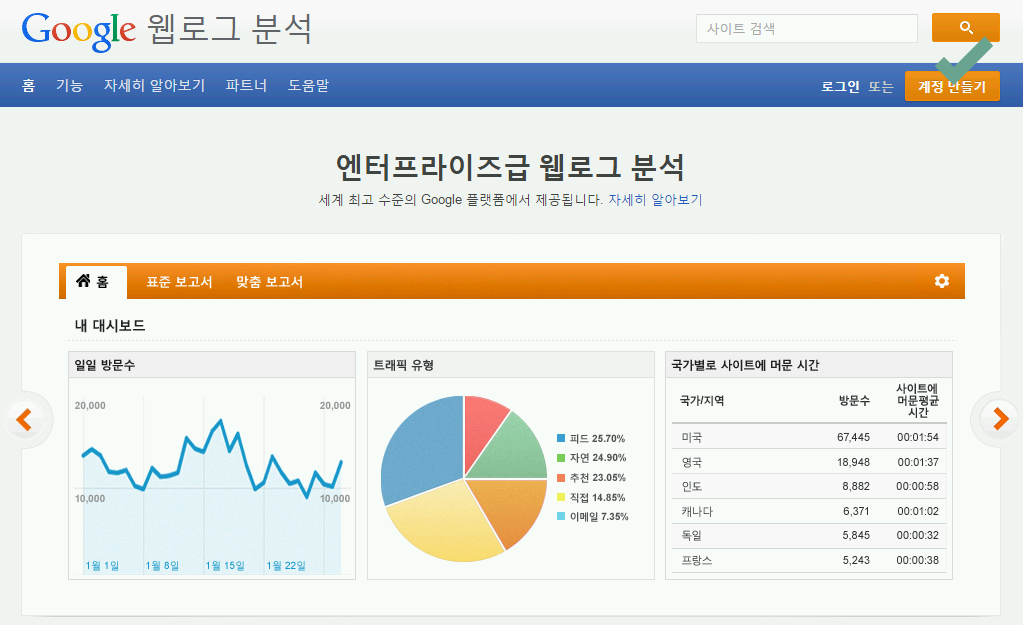 Google 웹로그 분석
사이트 검색
홈 기능 자세히 알아보기 파트너 도움말
로그인 또는 계정 만들기
엔터프라이즈급 웹로그 분석
세계 최고 수준의 Google 플랫폼에서 제공됩니다. 자세히 알아보기
홈 표준 보고서 맞춤 보고서
내 대시보드
일일 방문수
20,000 20,000
10,000 10,000
1월 1일 1월 8일 1월 15일 1월 22일
트래픽 유형
피드 25.70%
자연 24.90%
추천 23.05%
직접 14.85%
이메일 7.35%
국가별로 사이트에 머문 시간
국가/지역 방문수 사이트에
머문평균
시간
미국 67,445 00:01:54
영국 18,948 00:01:37
인도 8,882 00:00:58
캐나다 6,371 00:01:02
독일 5,845 00:00:32
프랑스 5,243 00:00:38